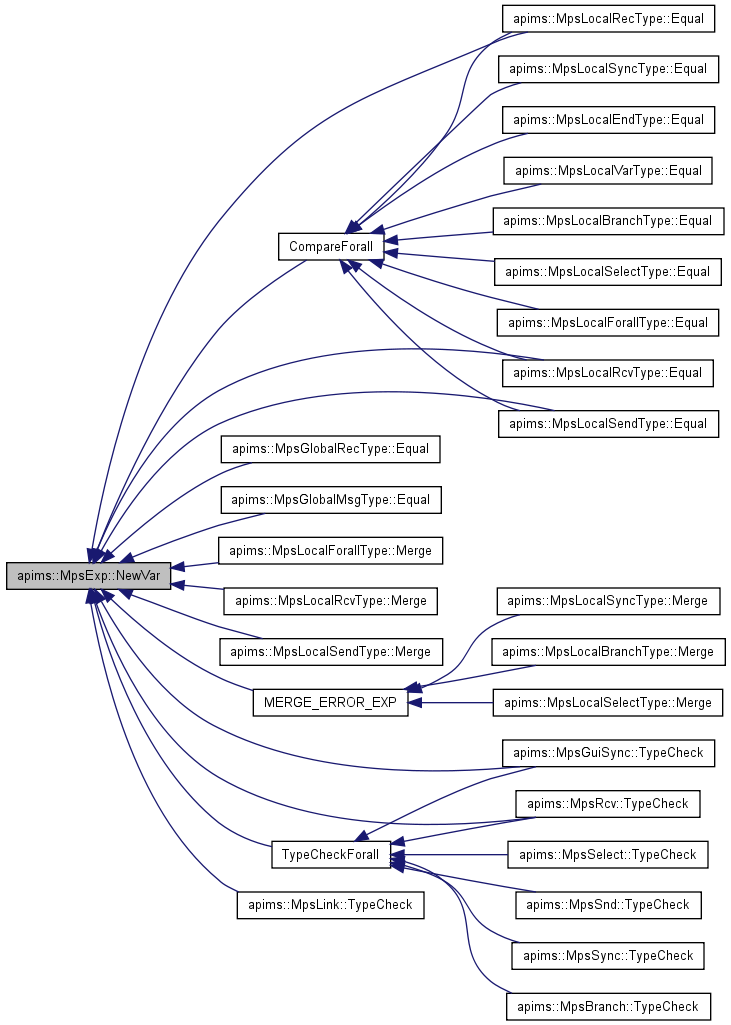 apims::MpsLocalRecType::Equal
apims::MpsLocalSyncType::Equal
apims::MpsLocalEndType::Equal
apims::MpsLocalVarType::Equal
apims::MpsLocalBranchType::Equal
CompareForall
apims::MpsLocalSelectType::Equal
apims::MpsLocalForallType::Equal
apims::MpsLocalRcvType::Equal
apims::MpsLocalSendType::Equal
apims::MpsGlobalRecType::Equal
apims::MpsGlobalMsgType::Equal
apims::MpsLocalForallType::Merge
apims::MpsExp::NewVar
apims::MpsLocalRcvType::Merge
apims::MpsLocalSyncType::Merge
apims::MpsLocalSendType::Merge
apims::MpsLocalBranchType::Merge
MERGE_ERROR_EXP
apims::MpsLocalSelectType::Merge
apims::MpsGuiSync::TypeCheck
apims::MpsRcv::TypeCheck
TypeCheckForall
apims::MpsSelect::TypeCheck
apims::MpsLink::TypeCheck
apims::MpsSnd::TypeCheck
apims::MpsSync::TypeCheck
apims::MpsBranch::TypeCheck